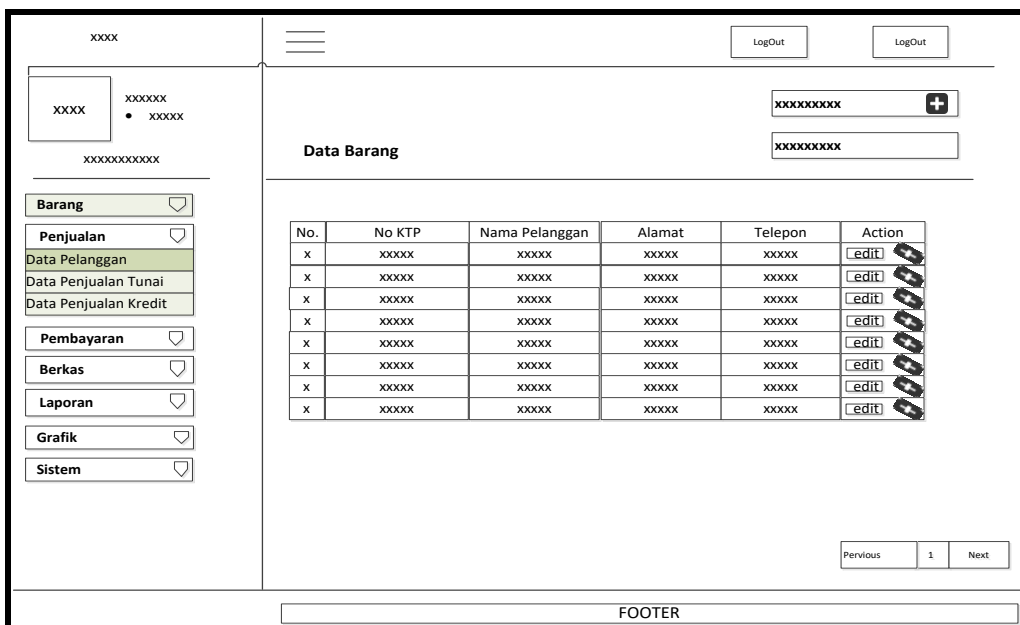 xxxx
LogOut LogOut
XXXX
xxxxxx
• xxxxx
xxxxxxxxxxx
xxxxxxxxx
Data Barang
xxxxxxxxx
Barang
Penjualan
Data Pelanggan
Data Penjualan Tunai
Data Penjualan Kredit
Pembayaran
Berkas
Laporan
Grafik
Sistem
No. No KTP Nama Pelanggan Alamat Telepon Action
x xxxxx xxxxx xxxxx xxxxx edit
x xxxxx xxxxx xxxxx xxxxx edit
x xxxxx xxxxx xxxxx xxxxx edit
x xxxxx xxxxx xxxxx xxxxx edit
x xxxxx xxxxx xxxxx xxxxx edit
x xxxxx xxxxx xxxxx xxxxx edit
x xxxxx xxxxx xxxxx xxxxx edit
x xxxxx xxxxx xxxxx xxxxx edit
Pervious 1 Next
FOOTER